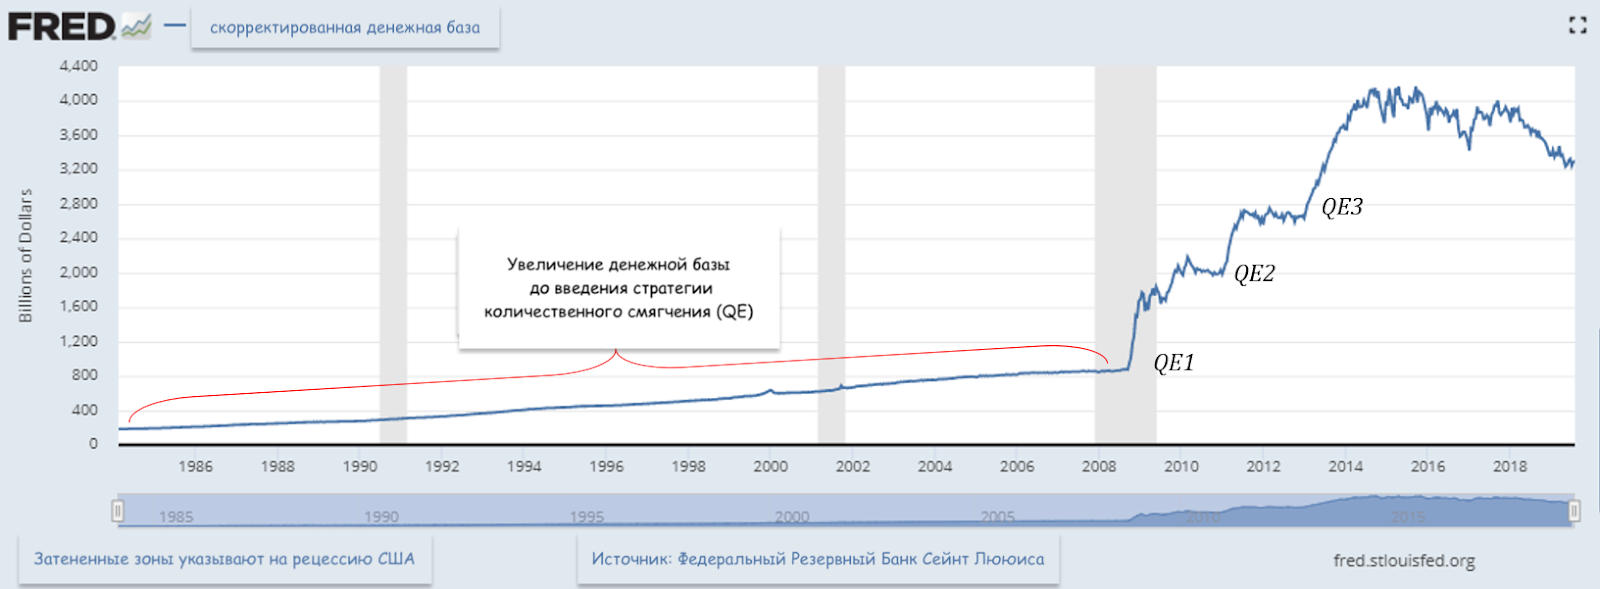 FRED
скорректированная денежная база
4,400
4,000
3,600
3,200
2,800
2,400
2,000
1,600
1,200
800
400
0
Billions of Dollars
Увеличение денежной базы
до введения стратегии
количественного смягчения (QE)
QE1
QE2
QE3
1986 1988 1990 1992 1994 1996 1998 2000 2002 2004 2006 2008 2010 2012 2014 2016 2018
1985 1990 1995 2000 2005 2010 2015
Затененные зоны указывают на рецессию США
Источник: Федеральный Резервный Банк Сейнт Лююиса
fred.stlouisfed.org